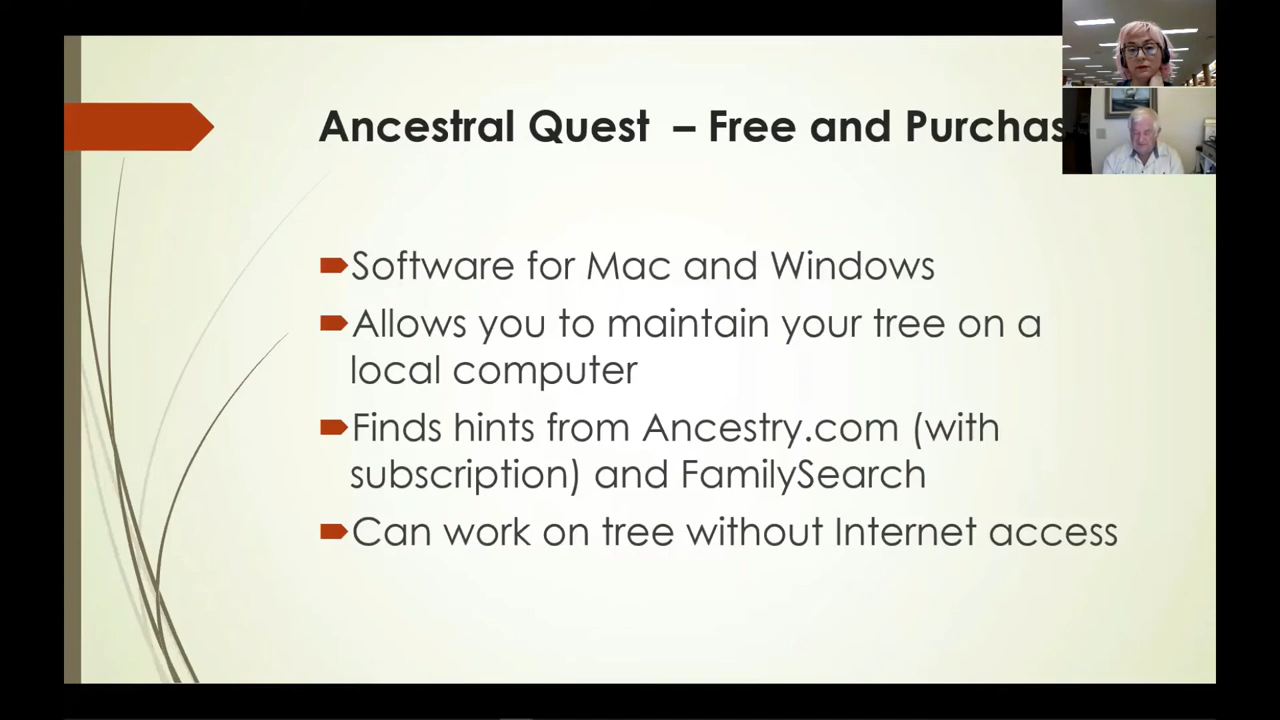 Ancestral Quest – Free and Purchas
Software for Mac and Windows
Allows you to maintain your tree on a
local computer
Finds hints from Ancestry.com (with
subscription) and FamilySearch
Can work on tree without Internet access